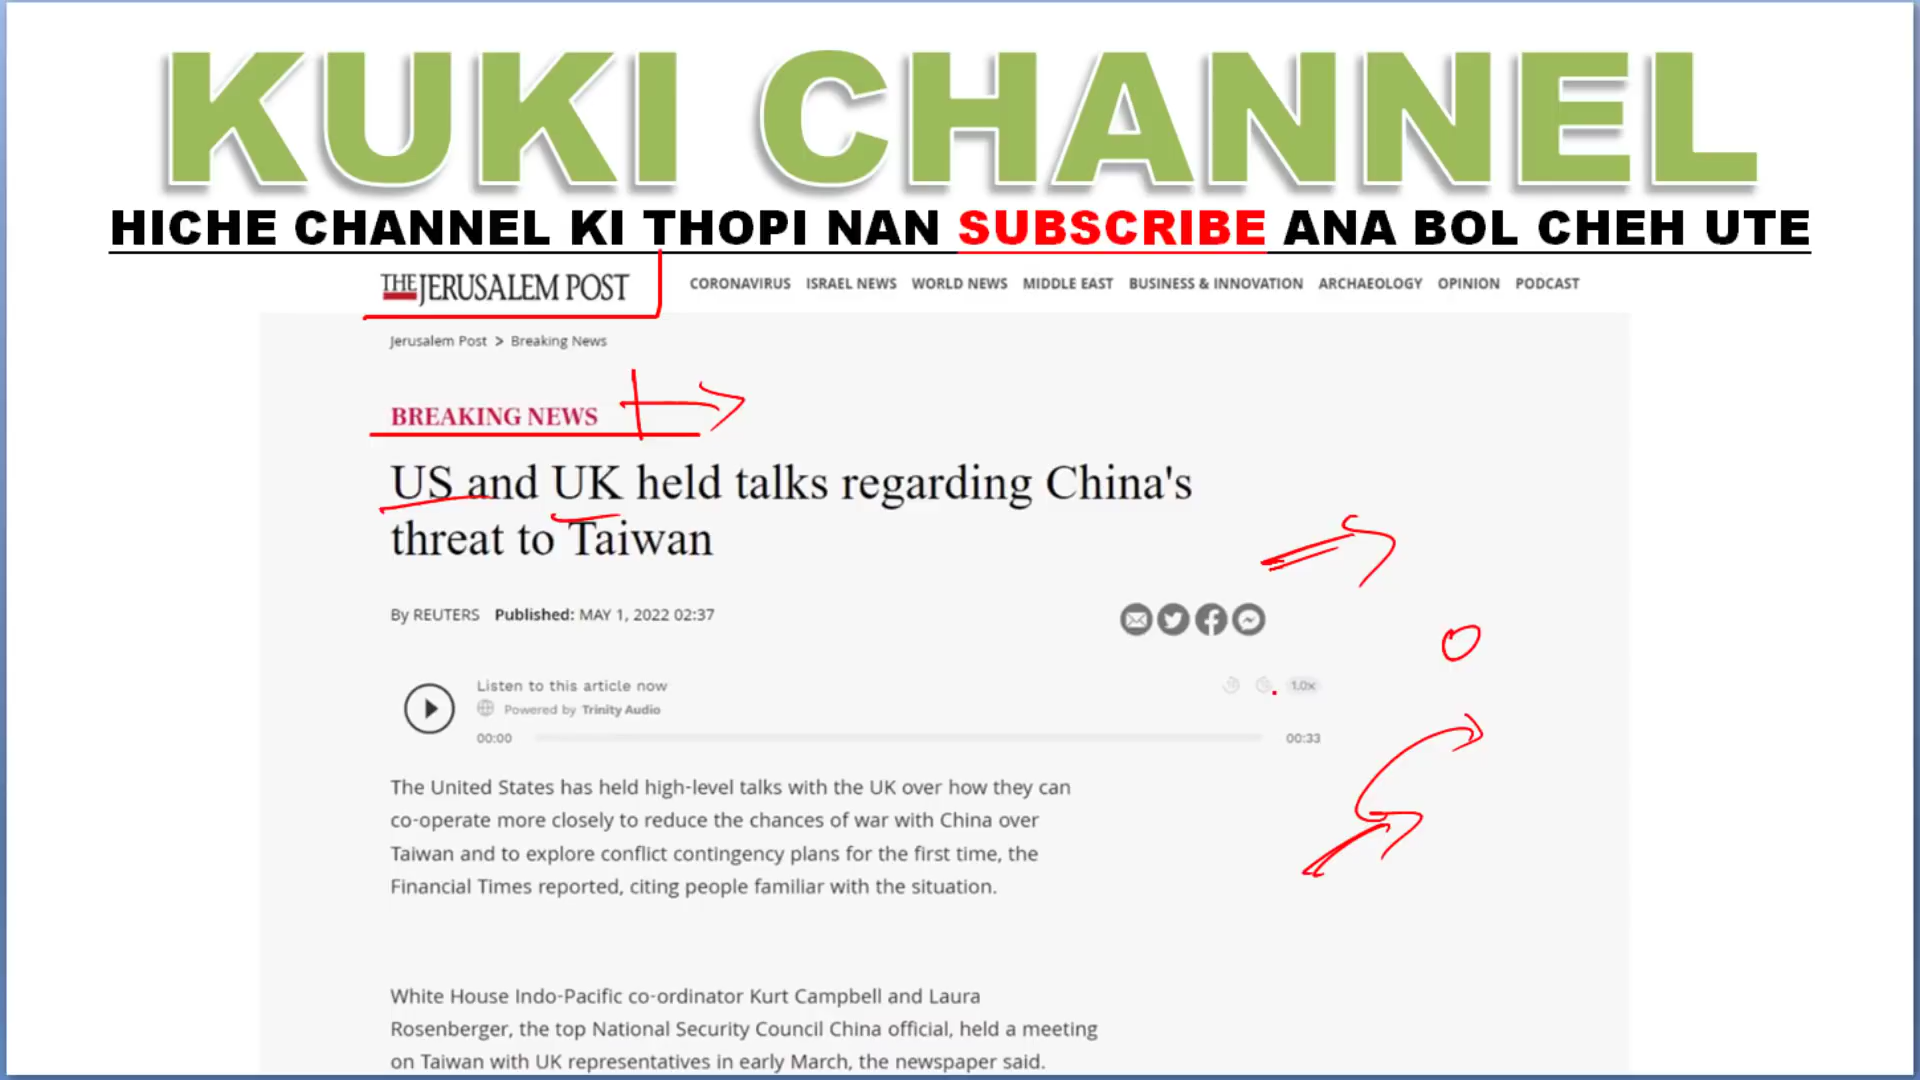 KUKI CHANNEL
HICHE CHANNEL KI THOPI NAN SUBSCRIBE ANA BOL CHEH UTE
THE JERUSALEM POST CORONAVIRUS ISRAEL NEWS WORLD NEWS MIDDLE EAST BUSINESS & INNOVATION ARCHAEOLOGY OPINION PODCAST
Jerusalem Post > Breaking News
BREAKING NEWS
US and UK held talks regarding China's
threat to Taiwan
By REUTERS Published: MAY 1, 2022 02:37
Listen to this article now
1.0x
Powered by Trinity Audio
00:00 00:33
The United States has held high-level talks with the UK over how they can
co-operate more closely to reduce the chances of war with China over
Taiwan and to explore conflict contingency plans for the first time, the
Financial Times reported, citing people familiar with the situation.
White House Indo-Pacific co-ordinator Kurt Campbell and Laura
Rosenberger, the top National Security Council China official, held a meeting
on Taiwan with UK representatives in early March, the newspaper said.